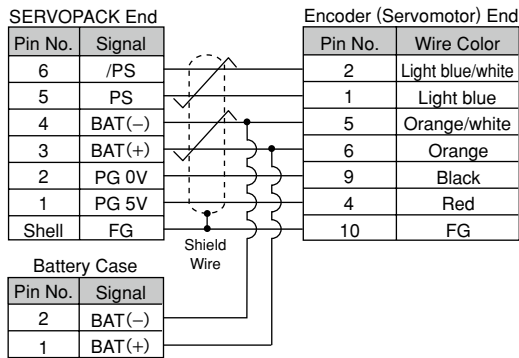 SERVOPACK End
Encoder (Servomotor) End
Pin No. Signal Pin No. Wire Color
6 /PS 2 Light blue/white
5 PS 1 Light blue
4 BAT(−) 5 Orange/white
3 BAT(+) 6 Orange
2 PG 0V 9 Black
1 PG 5V 4 Red
Shell FG 10 FG
Shield
Wire
Battery Case
Pin No. Signal
2 BAT(−)
1 BAT(+)